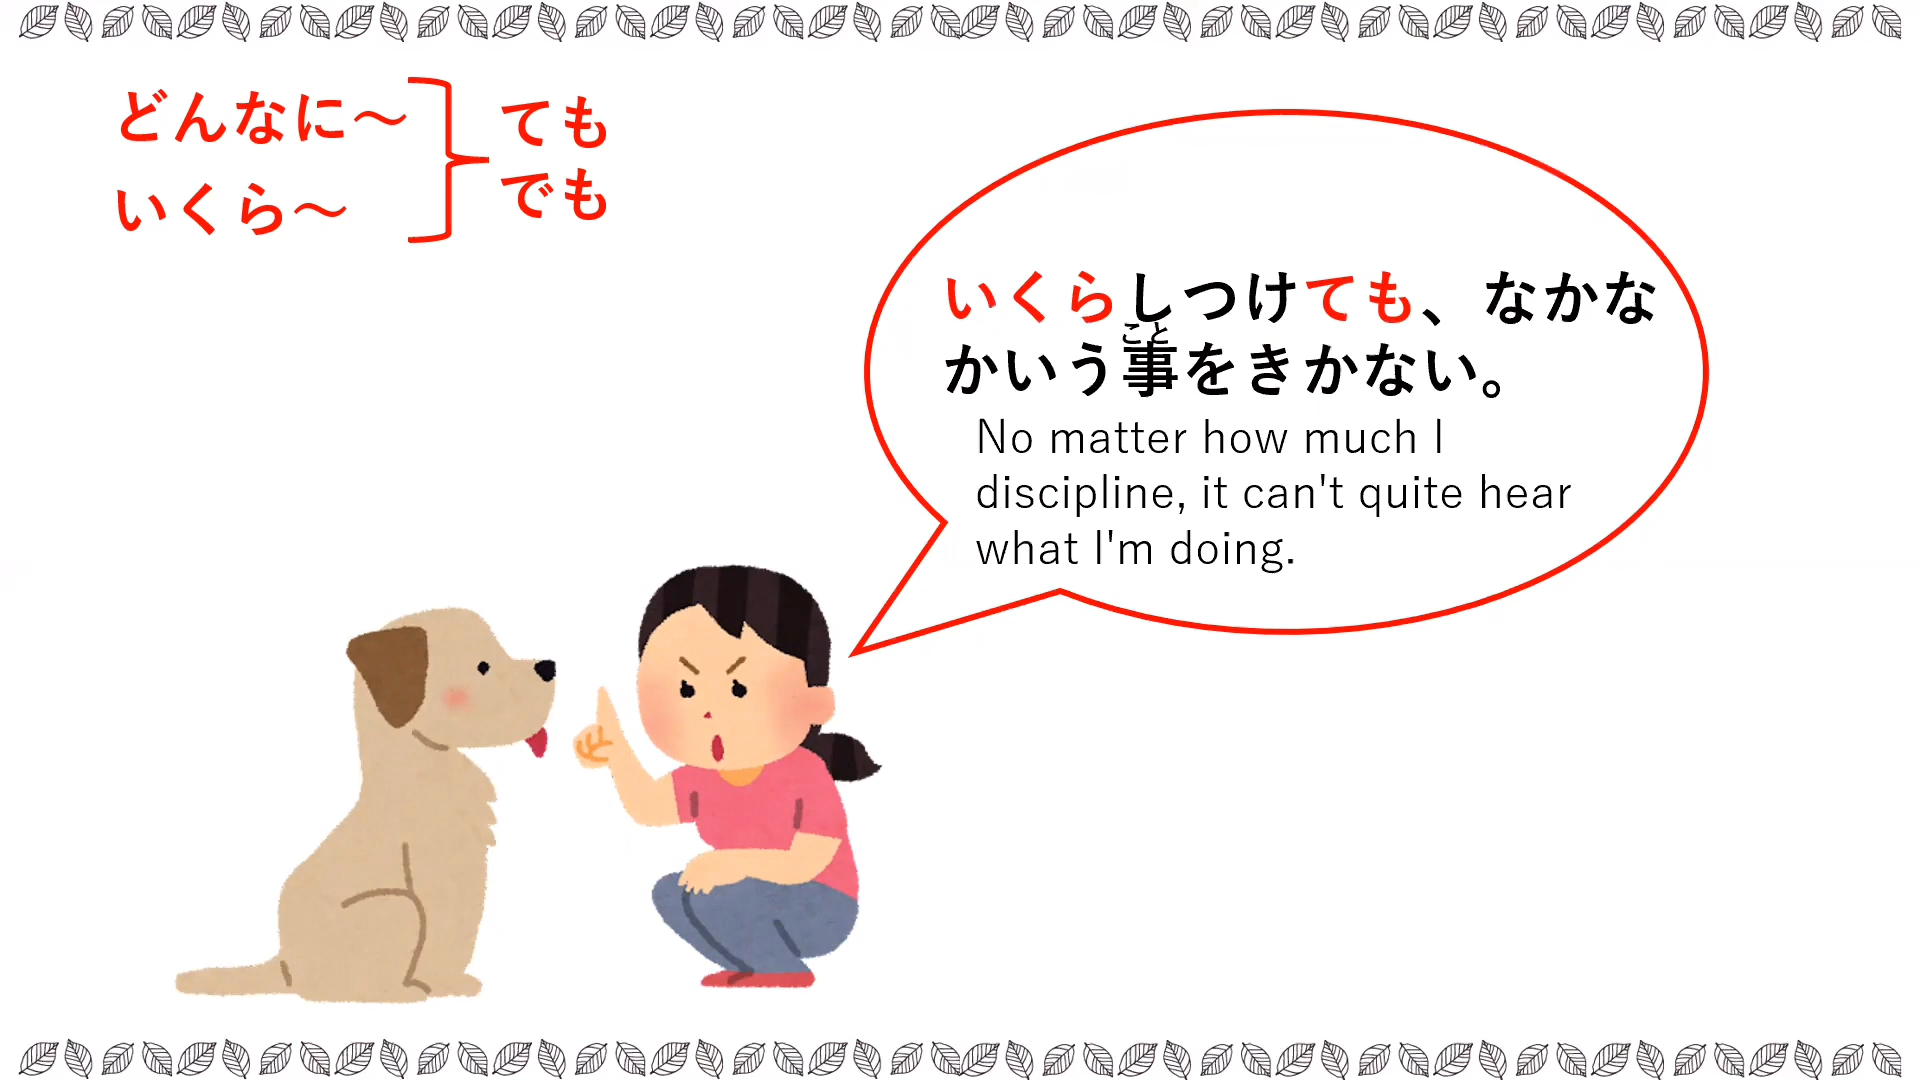 どんなに～
いくら～
ても
でも
いくらしつけても、なかな
こと
かいう事をきかない。
No matter how much I
discipline, it can't quite hear
what I'm doing.